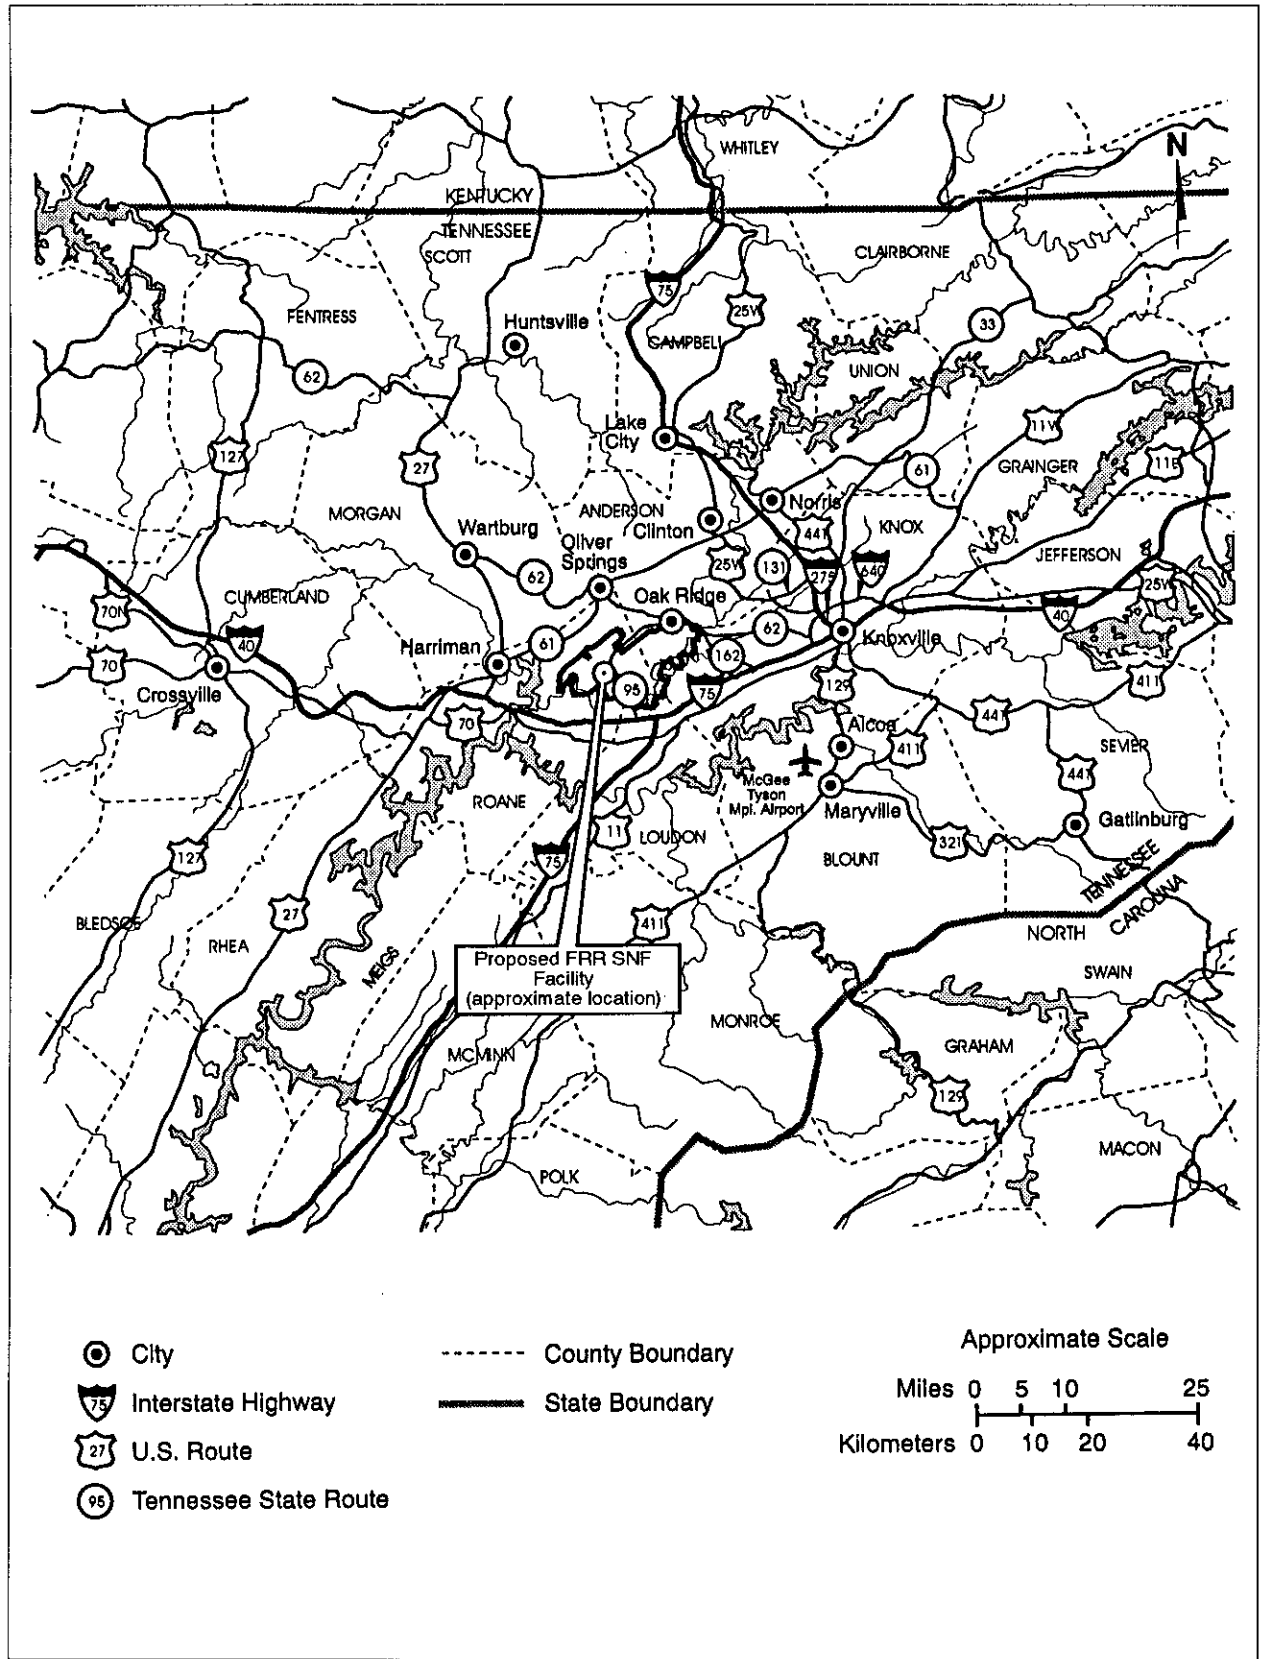 WHITLEY
N
KENTUCKY
TENNESSEE
SCOTT
CLAIRBORNE
75
25W
FENTRESS
Huntsville
33
CAMPBELL
UNION
62
Lake
City
11W
127
27
GRAINGER
11E
61
Norris
MORGAN
ANDERSON
Clinton
KNOX
441
Wartburg
Oliver
Springs
JEFFERSON
62
25W
131
275
640
25W
70N
CUMBERLAND
Oak Ridge
40
40
Harriman
61
62
Knoxville
70
Crossville
162
95
75
129
411
70
441
Alcoa
411
SEVIER
McGee
Tyson
Mpl. Airport
441
ROANE
Maryville
Gatlinburg
11
LOUDON
321
127
75
BLOUNT
TENNESSEE
CAROLINA
NORTH
27
411
BLEDSOE
RHEA
MEIGS
Proposed FRR SNF
Facility
(approximate location)
SWAIN
MONROE
MCMINN
GRAHAM
129
MACON
POLK
City
75
Interstate Highway
27
U.S. Route
95
Tennessee State Route
County Boundary
State Boundary
Approximate Scale
Miles 0 5 10 25
Kilometers 0 10 20 40